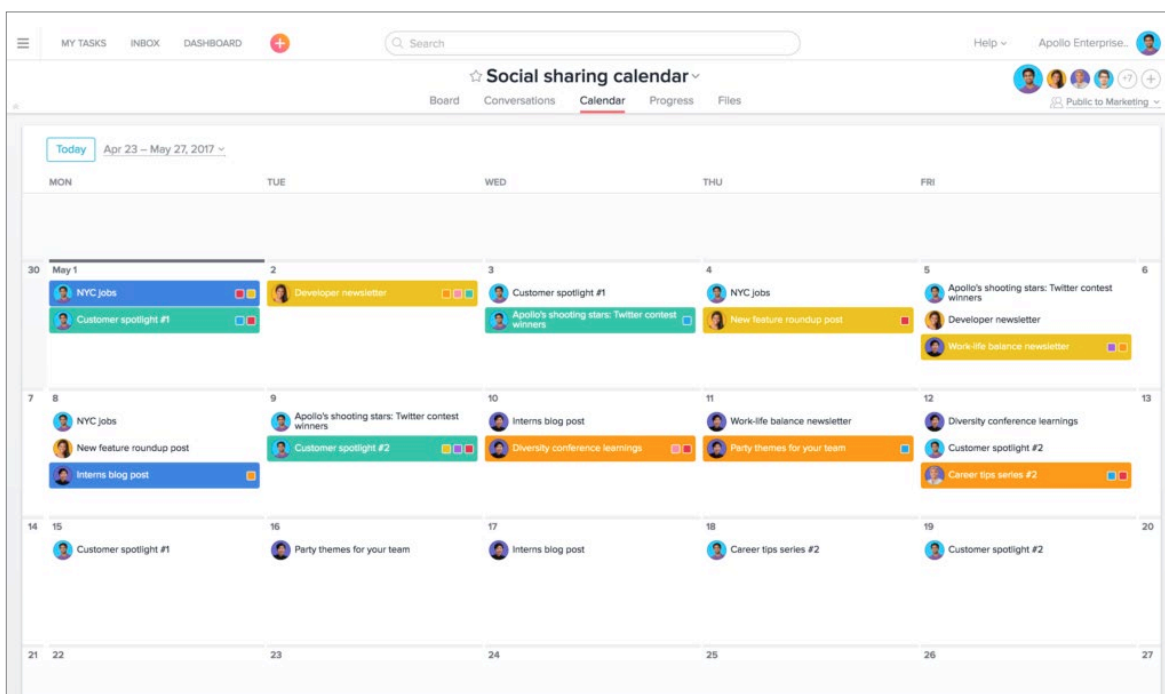 MY TASKS INBOX DASHBOARD + Search Help Apollo Enterprise..
Social sharing calendar
+7 +
Board Conversations Calendar Progress Files
Public to Marketing
Today Apr 23 – May 27, 2017
MON TUE WED THU FRI
30 May 1 2 3 4 5 6
NYC jobs
Customer spotlight #1
Developer newsletter
Customer spotlight #1
Apollo's shooting stars: Twitter contest
winners
NYC jobs
New feature roundup post
Apollo's shooting stars: Twitter contest
winners
Developer newsletter
Work-life balance newsletter
7 8 9 10 11 12 13
NYC jobs
New feature roundup post
Interns blog post
Apollo's shooting stars: Twitter contest
winners
Customer spotlight #2
Interns blog post
Diversity conference learnings
Work-life balance newsletter
Party themes for your team
Diversity conference learnings
Customer spotlight #2
Career tips series #2
14 15 16 17 18 19 20
Customer spotlight #1
Party themes for your team
Interns blog post
Career tips series #2
Customer spotlight #2
21 22 23 24 25 26 27